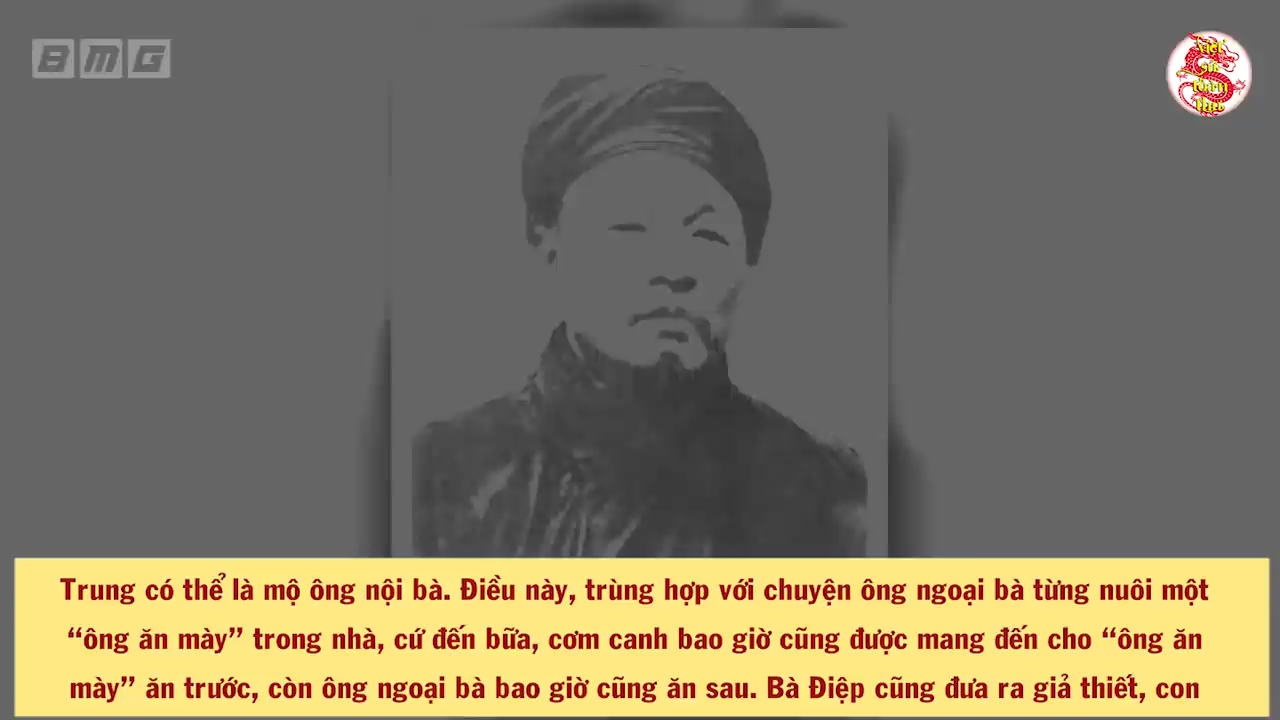 BMG
Việt
Sử
Trung có thể là mộ ông nội bà. Điều này, trùng hợp với chuyện ông ngoại bà từng nuôi một
“ông ăn mày” trong nhà, cứ đến bữa, cơm canh bao giờ cũng được mang đến cho “ông ăn
mày” ăn trước, còn ông ngoại bà bao giờ cũng ăn sau. Bà Điệp cũng đưa ra giả thiết, con